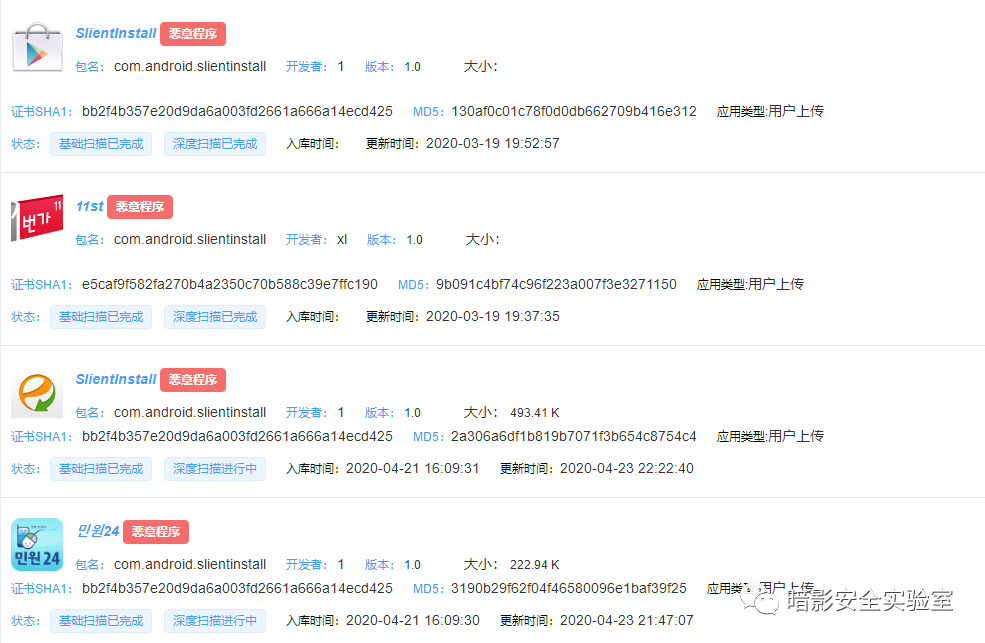 SlientInstall 恶意程序
包名： com.android.slientinstall 开发者： 1 版本： 1.0 大小：
证书SHA1： bb2f4b357e20d9da6a003fd2661a666a14ecd425 MD5： 130af0c01c78f0d0db662709b416e312 应用类型:用户上传
状态： 基础扫描已完成 深度扫描已完成 入库时间： 更新时间：2020-03-19 19:52:57
11
번가
11st 恶意程序
包名： com.android.slientinstall 开发者： xl 版本： 1.0 大小：
证书SHA1： e5caf9f582fa270b4a2350c70b588c39e7ffc190 MD5： 9b091c4bf74c96f223a007f3e3271150 应用类型:用户上传
状态： 基础扫描已完成 深度扫描已完成 入库时间： 更新时间：2020-03-19 19:37:35
SlientInstall 恶意程序
包名： com.android.slientinstall 开发者： 1 版本： 1.0 大小： 493.41 K
证书SHA1： bb2f4b357e20d9da6a003fd2661a666a14ecd425 MD5： 2a306a6df1b819b7071f3b654c8754c4 应用类型:用户上传
状态： 基础扫描已完成 深度扫描进行中 入库时间：2020-04-21 16:09:31 更新时间：2020-04-23 22:22:40
민원24
민원24 恶意程序
包名： com.android.slientinstall 开发者： 1 版本： 1.0 大小： 222.94 K
证书SHA1： bb2f4b357e20d9da6a003fd2661a666a14ecd425 MD5： 3190b29f62f04f46580096e1baf39f25 应用类型:用户上传
暗影安全实验室
状态： 基础扫描已完成 深度扫描进行中 入库时间：2020-04-21 16:09:30 更新时间：2020-04-23 21:47:07